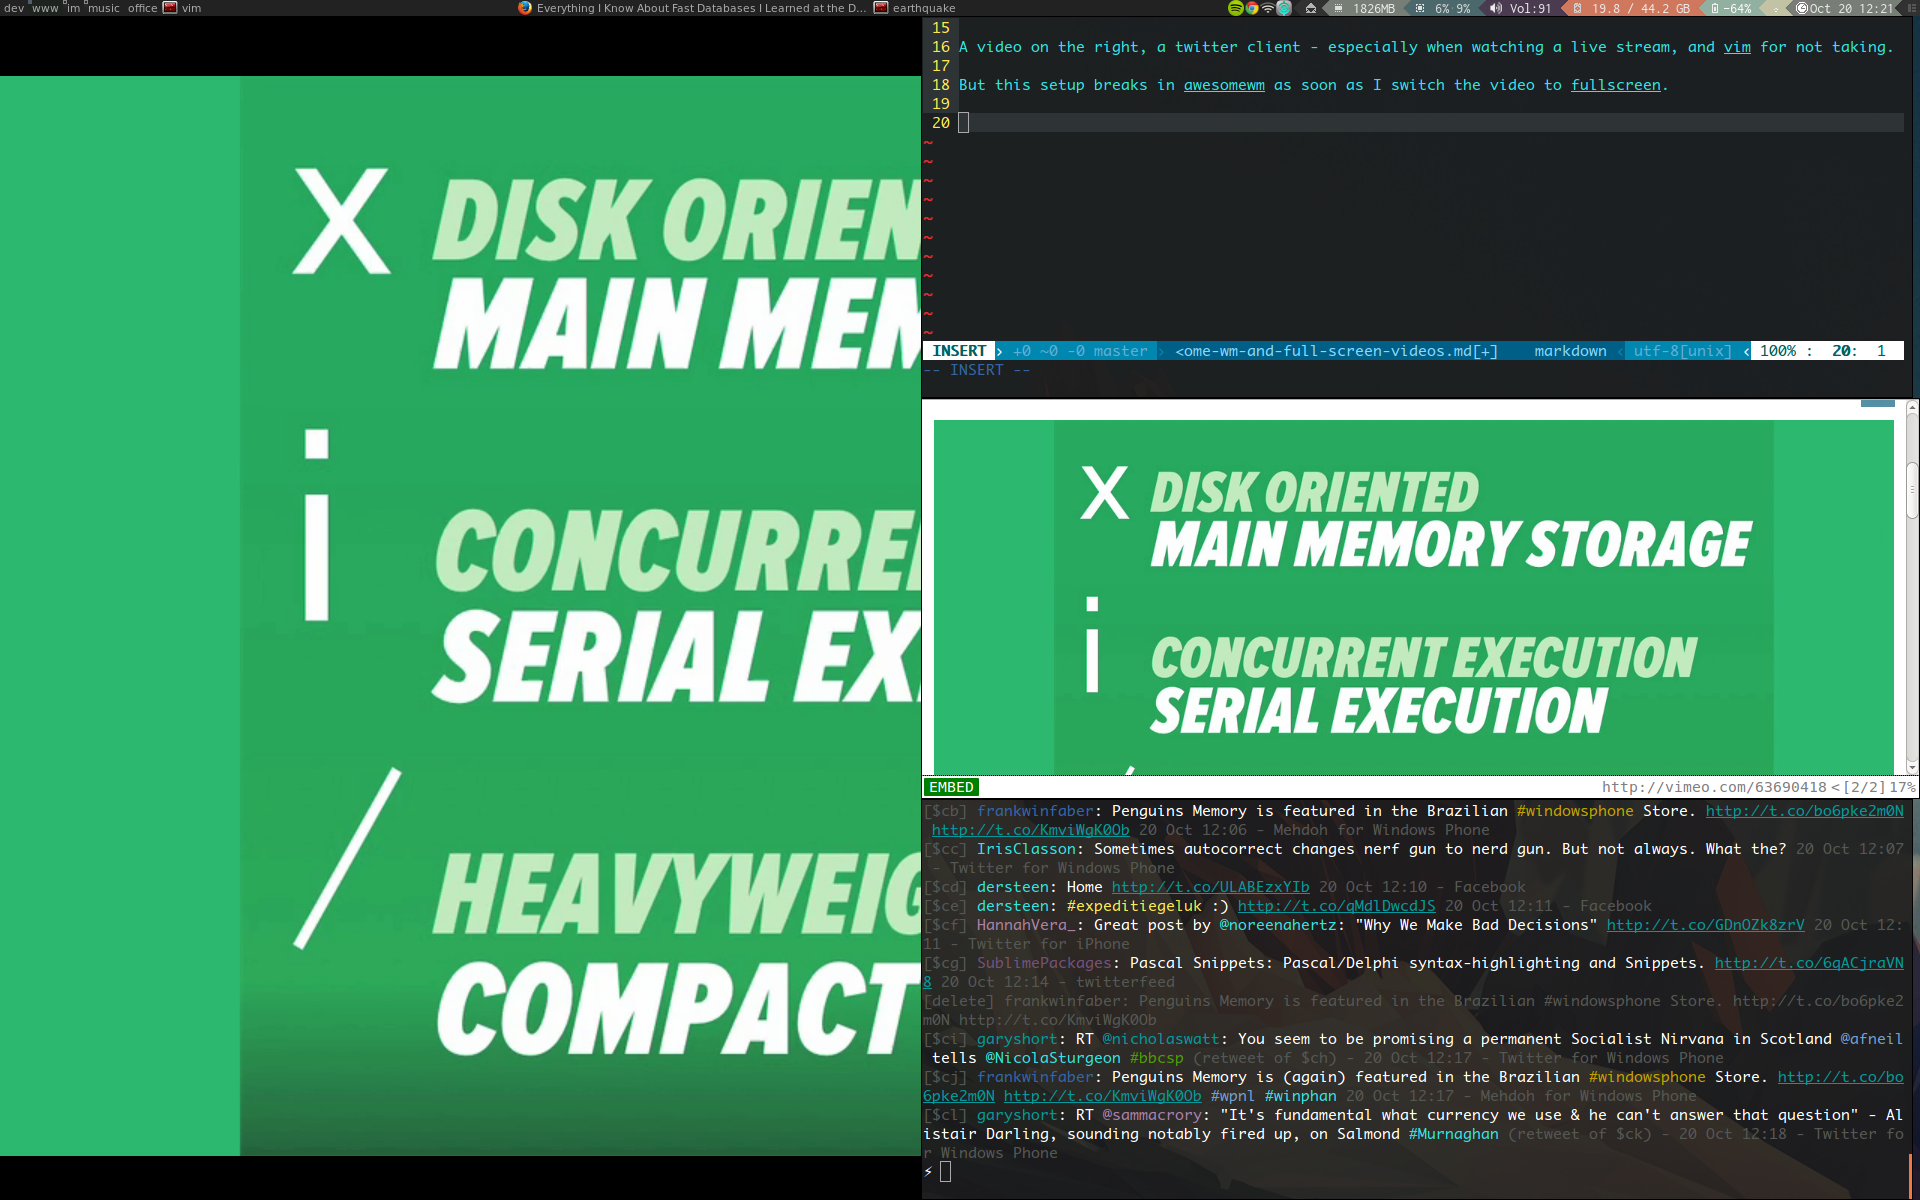 dev www im music office vim
Everything I Know About Fast Databases I Learned at the D...
earthquake
1826MB 6% 9% Vol:91 19.8 / 44.2 GB -64% Oct 20 12:21
X DISK ORIEN
MAIN MEM
i CONCURRE
SERIAL EX
/ HEAVYWEIG
COMPACT
15
16 A video on the right, a twitter client - especially when watching a live stream, and vim for not taking.
17
18 But this setup breaks in awesomewm as soon as I switch the video to fullscreen.
19
20
~
~
~
~
~
~
~
~
~
~
~
INSERT › +0 ~0 -0 master › <ome-wm-and-full-screen-videos.md[+] markdown ‹ utf-8[unix] ‹ 100% : 20: 1
-- INSERT --
X DISK ORIENTED
MAIN MEMORY STORAGE
i CONCURRENT EXECUTION
SERIAL EXECUTION
EMBED http://vimeo.com/63690418 <[2/2]17%
[$cb] frankwinfaber: Penguins Memory is featured in the Brazilian #windowsphone Store. http://t.co/bo6pke2m0N
http://t.co/KmviWgK0Ob 20 Oct 12:06 - Mehdoh for Windows Phone
[$cc] IrisClasson: Sometimes autocorrect changes nerf gun to nerd gun. But not always. What the? 20 Oct 12:07
- Twitter for Windows Phone
[$cd] dersteen: Home http://t.co/ULABEzxYIb 20 Oct 12:10 - Facebook
[$ce] dersteen: #expeditiegeluk :) http://t.co/qMdlDwcdJS 20 Oct 12:11 - Facebook
[$cf] HannahVera_: Great post by @noreenahertz: "Why We Make Bad Decisions" http://t.co/GDnOZk8zrV 20 Oct 12:
11 - Twitter for iPhone
[$cg] SublimePackages: Pascal Snippets: Pascal/Delphi syntax-highlighting and Snippets. http://t.co/6qACjraVN
8 20 Oct 12:14 - twitterfeed
[delete] frankwinfaber: Penguins Memory is featured in the Brazilian #windowsphone Store. http://t.co/bo6pke2
m0N http://t.co/KmviWgK0Ob
[$ci] garyshort: RT @nicholaswatt: You seem to be promising a permanent Socialist Nirvana in Scotland @afneil
tells @NicolaSturgeon #bbcsp (retweet of $ch) - 20 Oct 12:17 - Twitter for Windows Phone
[$cj] frankwinfaber: Penguins Memory is (again) featured in the Brazilian #windowsphone Store. http://t.co/bo
6pke2m0N http://t.co/KmviWgK0Ob #wpnl #winphan 20 Oct 12:17 - Mehdoh for Windows Phone
[$cl] garyshort: RT @sammacrory: "It's fundamental what currency we use & he can't answer that question" - Al
istair Darling, sounding notably fired up, on Salmond #Murnaghan (retweet of $ck) - 20 Oct 12:18 - Twitter fo
r Windows Phone
⚡